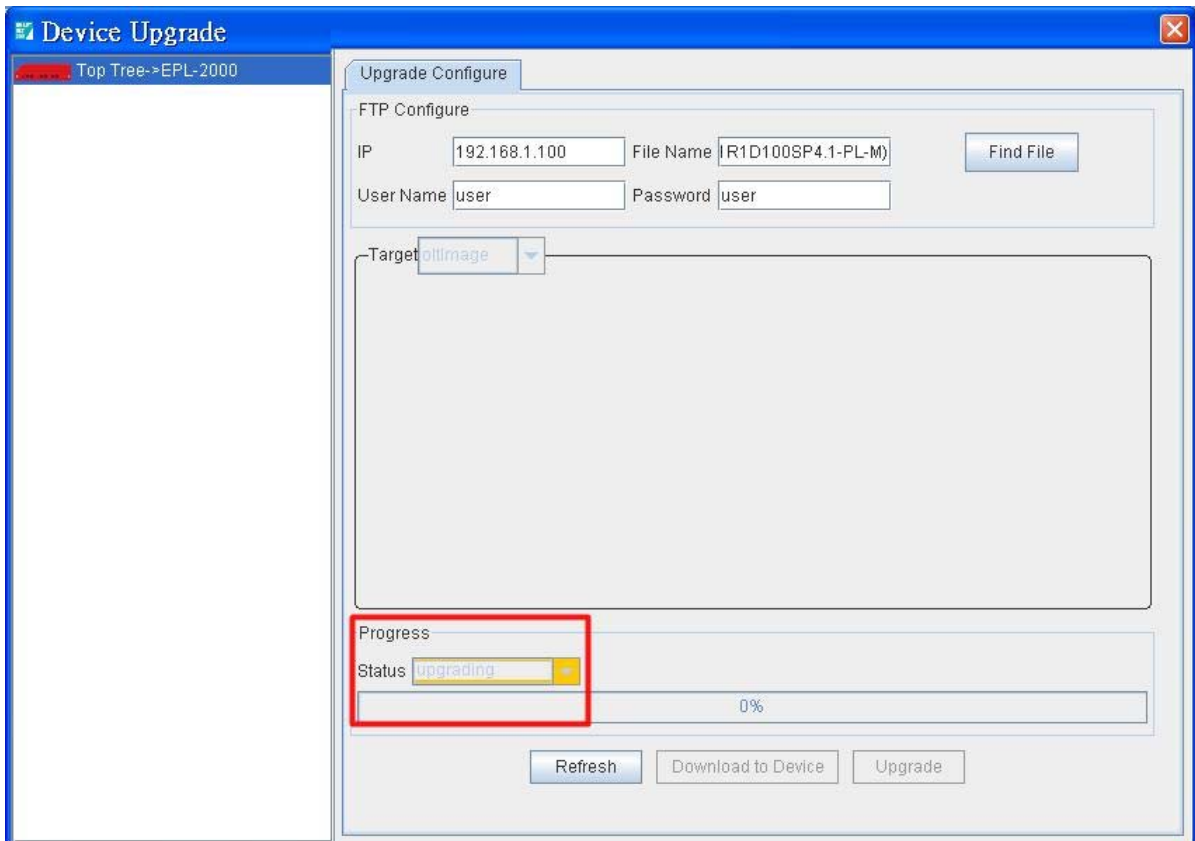 Device Upgrade
Top Tree->EPL-2000
Upgrade Configure
FTP Configure
IP 192.168.1.100 File Name R1D100SP4.1-PL-M) Find File
User Name user Password user
Target oltImage
Progress
Status upgrading
0%
Refresh Download to Device Upgrade